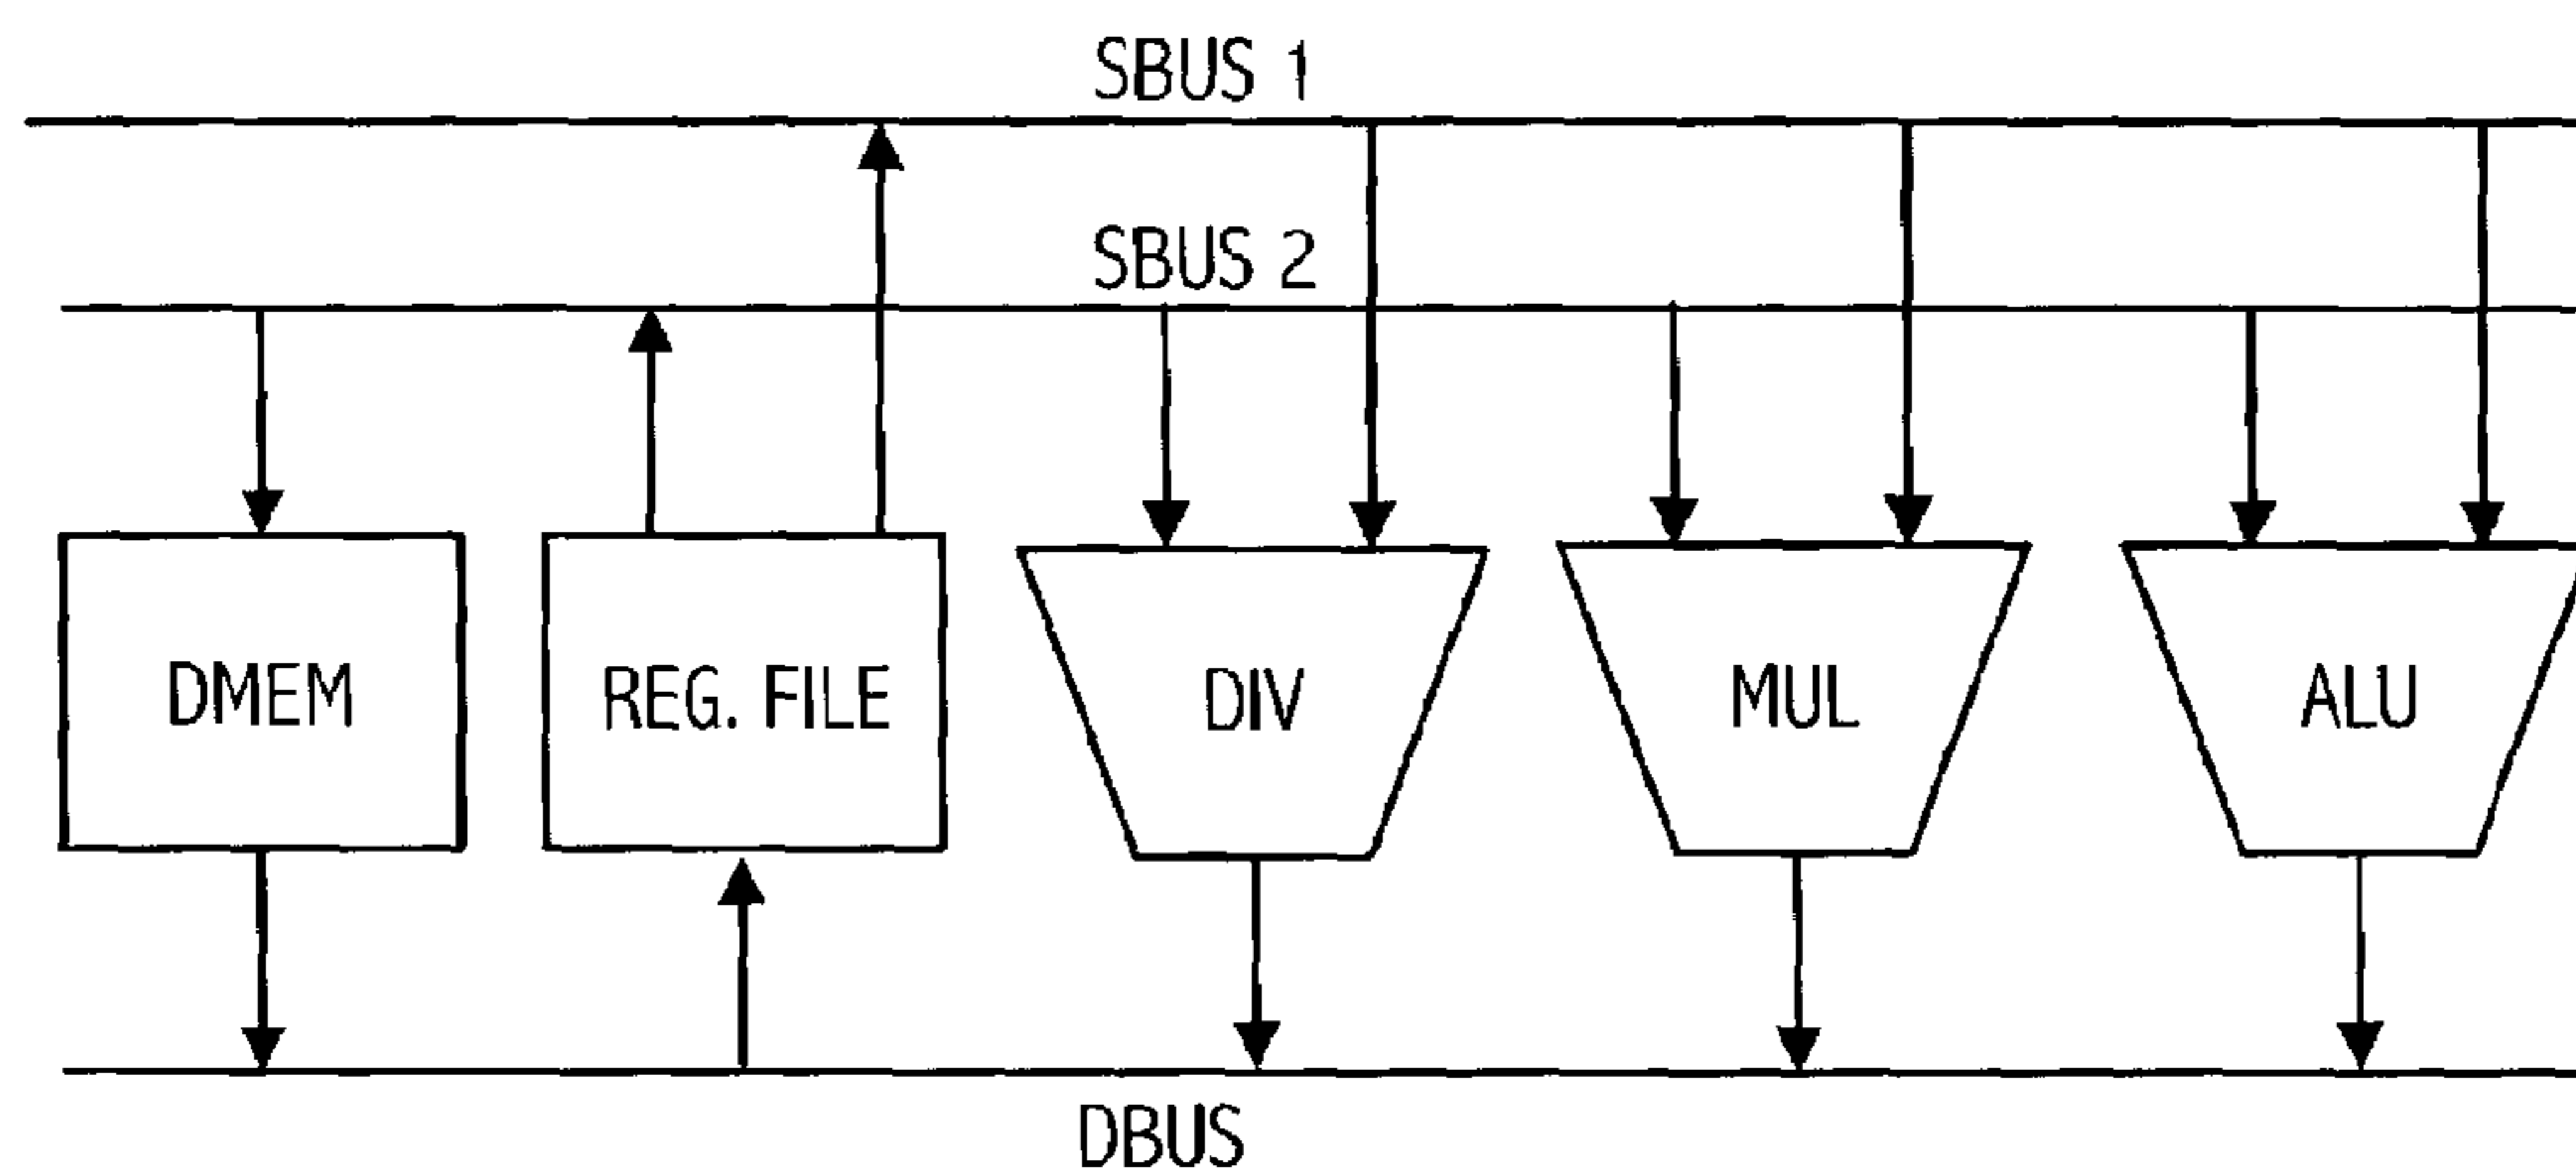 SBUS 1
SBUS 2
DMEM
REG. FILE
DIV
MUL
ALU
DBUS